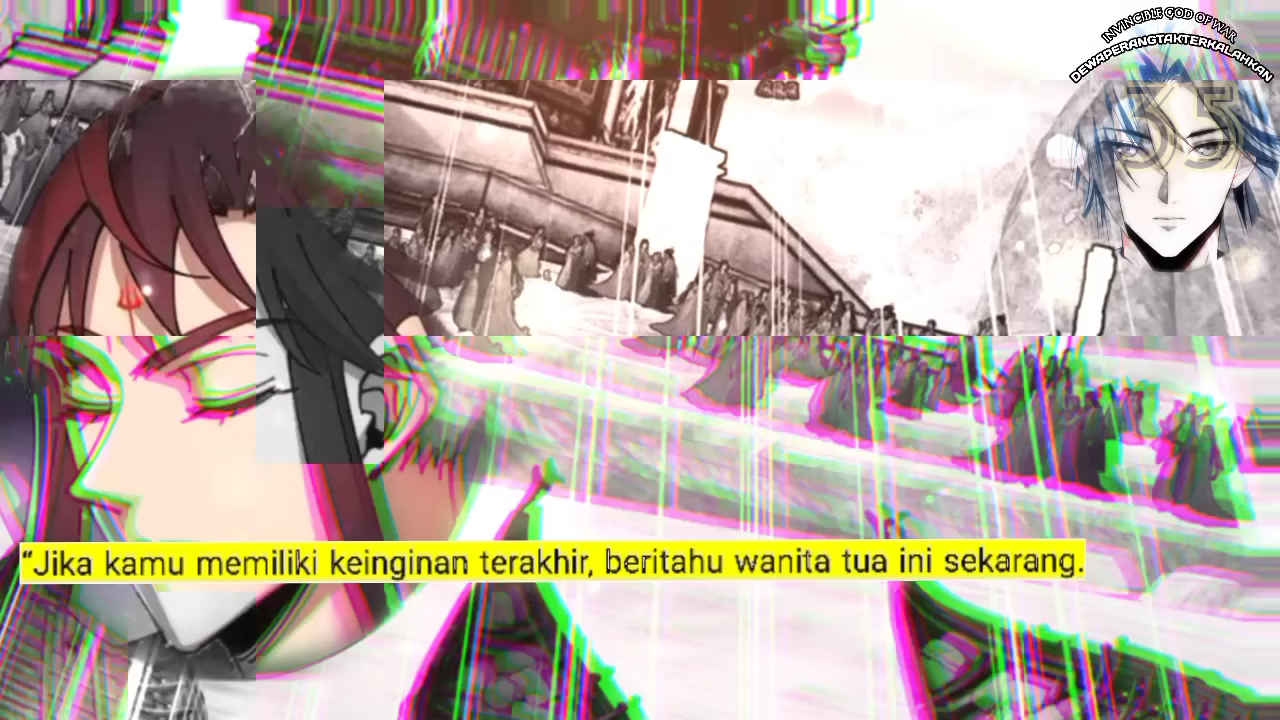 INVINCIBLE GOD OF WAR
DEWAPERANGTAKTERKALAHKAN
35
“Jika kamu memiliki keinginan terakhir, beritahu wanita tua ini sekarang.